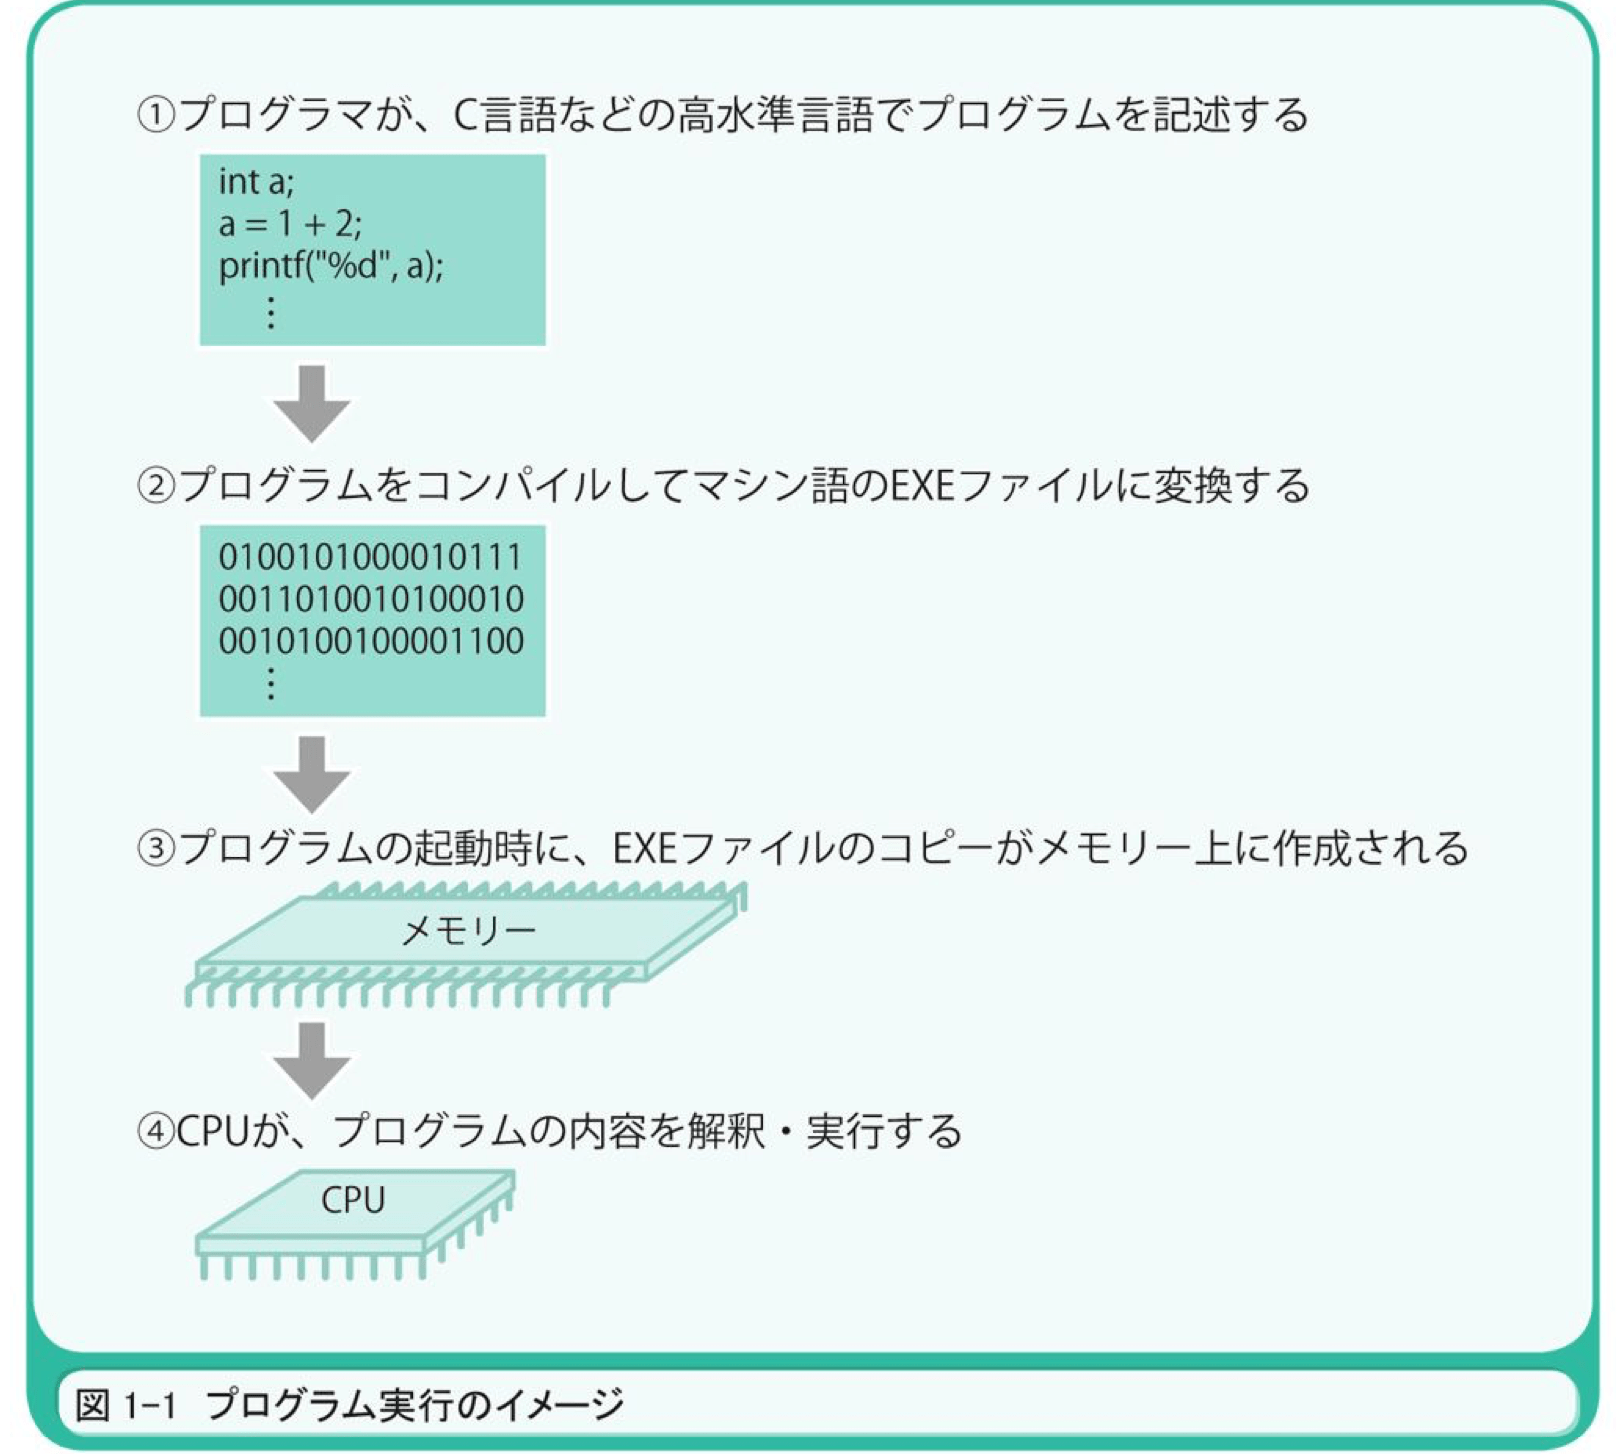 ①プログラマが、C言語などの高水準言語でプログラムを記述する
int a;
a = 1 + 2;
printf("%d", a);
⋮
②プログラムをコンパイルしてマシン語のEXEファイルに変換する
0100101000010111
0011010010100010
0010100100001100
⋮
③プログラムの起動時に、EXEファイルのコピーがメモリー上に作成される
メモリー
④CPUが、プログラムの内容を解釈・実行する
CPU
図 1-1 プログラム実行のイメージ